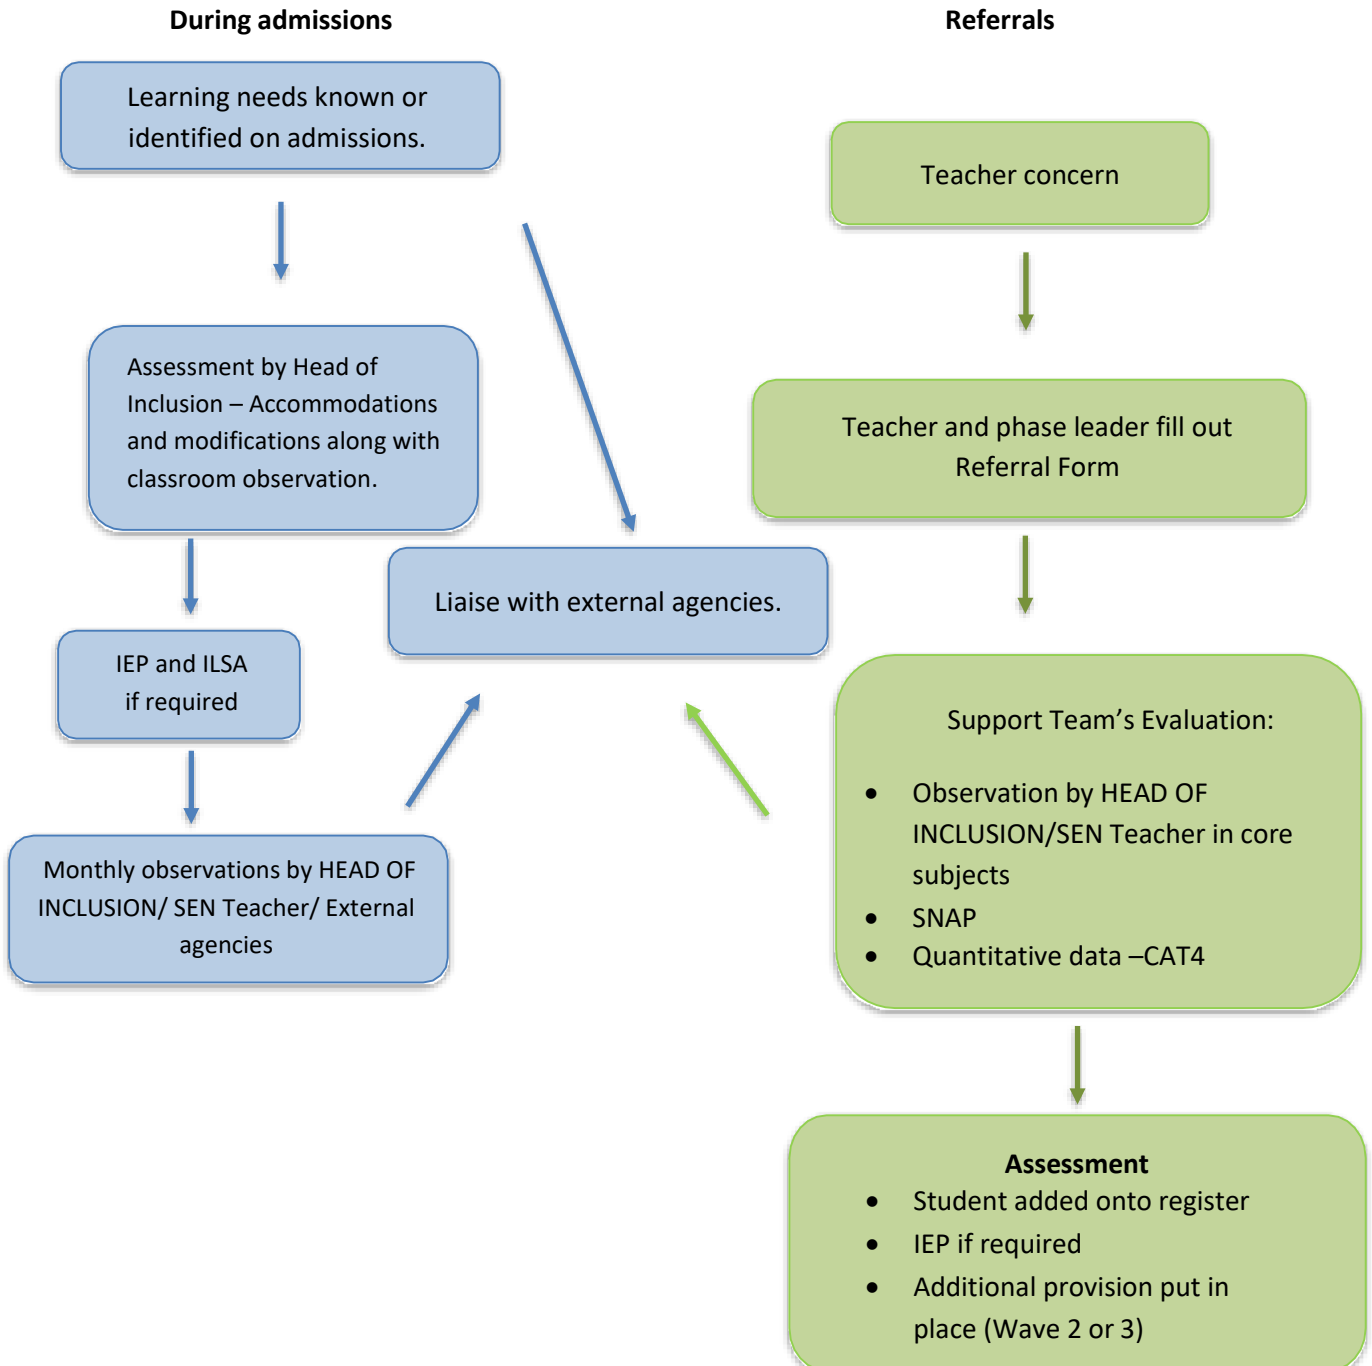 During admissions
Referrals
Learning needs known or
identified on admissions.
Teacher concern
Assessment by Head of
Inclusion – Accommodations
and modifications along with
classroom observation.
Teacher and phase leader fill out
Referral Form
Liaise with external agencies.
IEP and ILSA
if required
Support Team’s Evaluation:
• Observation by HEAD OF
INCLUSION/SEN Teacher in core
subjects
• SNAP
• Quantitative data –CAT4
Monthly observations by HEAD OF
INCLUSION/ SEN Teacher/ External
agencies
Assessment
• Student added onto register
• IEP if required
• Additional provision put in
place (Wave 2 or 3)